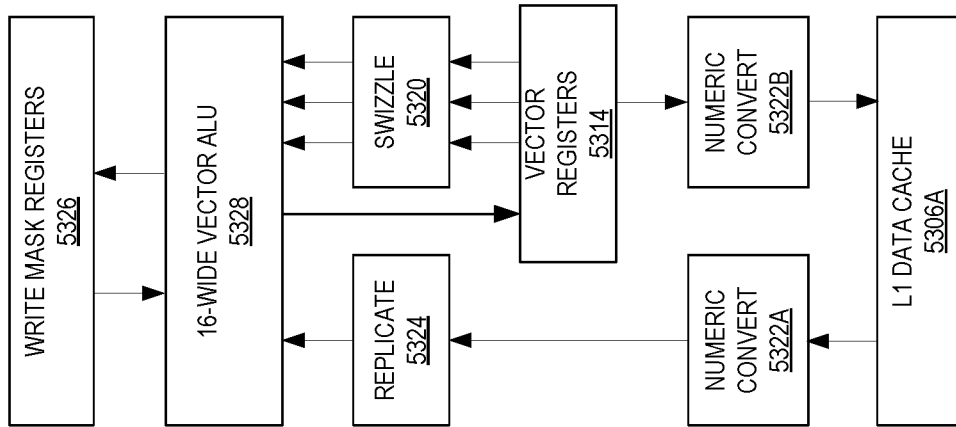 WRITE MASK REGISTERS
5326
16-WIDE VECTOR ALU
5328
REPLICATE
5324
SWIZZLE
5320
VECTOR
REGISTERS
5314
NUMERIC
CONVERT
5322A
NUMERIC
CONVERT
5322B
L1 DATA CACHE
5306A